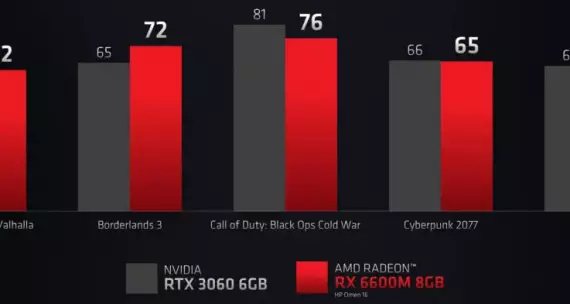 81
76
72
2
65
66
65
6
Valhalla
Borderlands 3
Call of Duty: Black Ops Cold War
Cyberpunk 2077
NVIDIA
RTX 3060 6GB
AMD RADEON™
RX 6600M 8GB
HP Omen 16